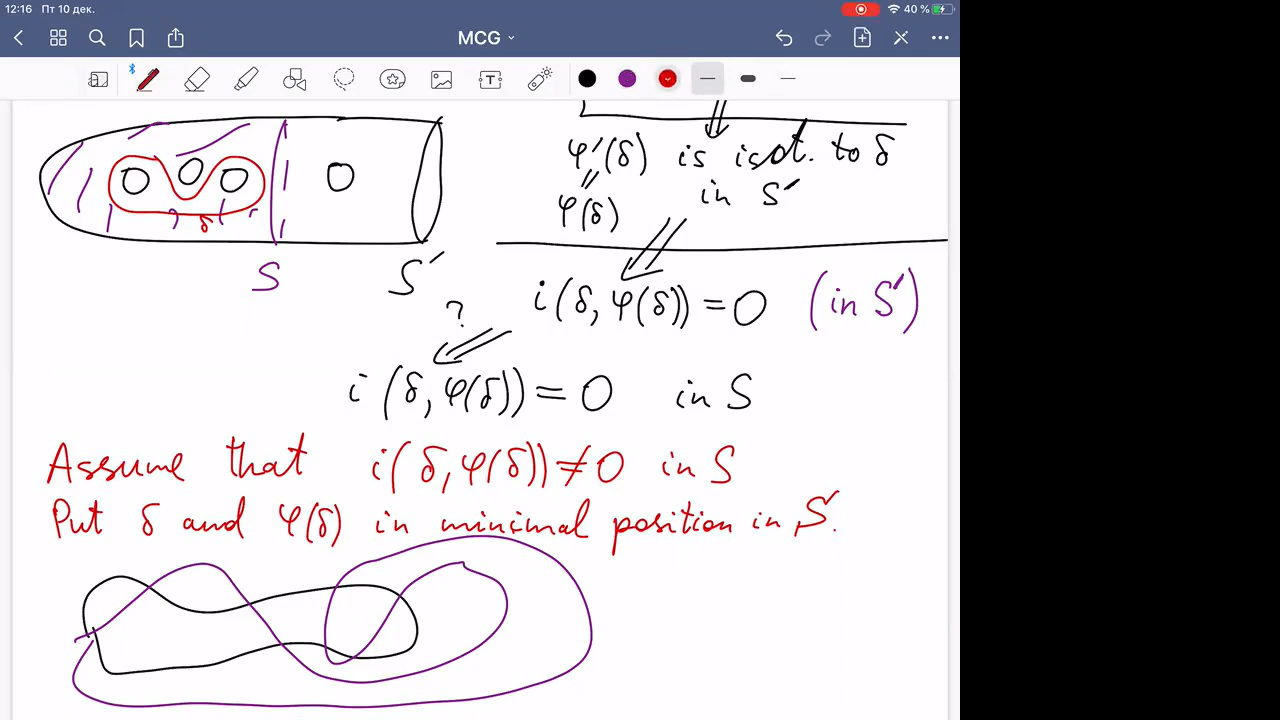 12:16 Пт 10 дек.
40 %
MCG
φ'(δ) is isot. to δ
in S'
φ(δ)
δ
S
S'
i(δ, φ(δ)) = 0 (in S')
?
i(δ, φ(δ)) = 0 in S
Assume that i(δ, φ(δ)) ≠ 0 in S
Put δ and φ(δ) in minimal position in S.